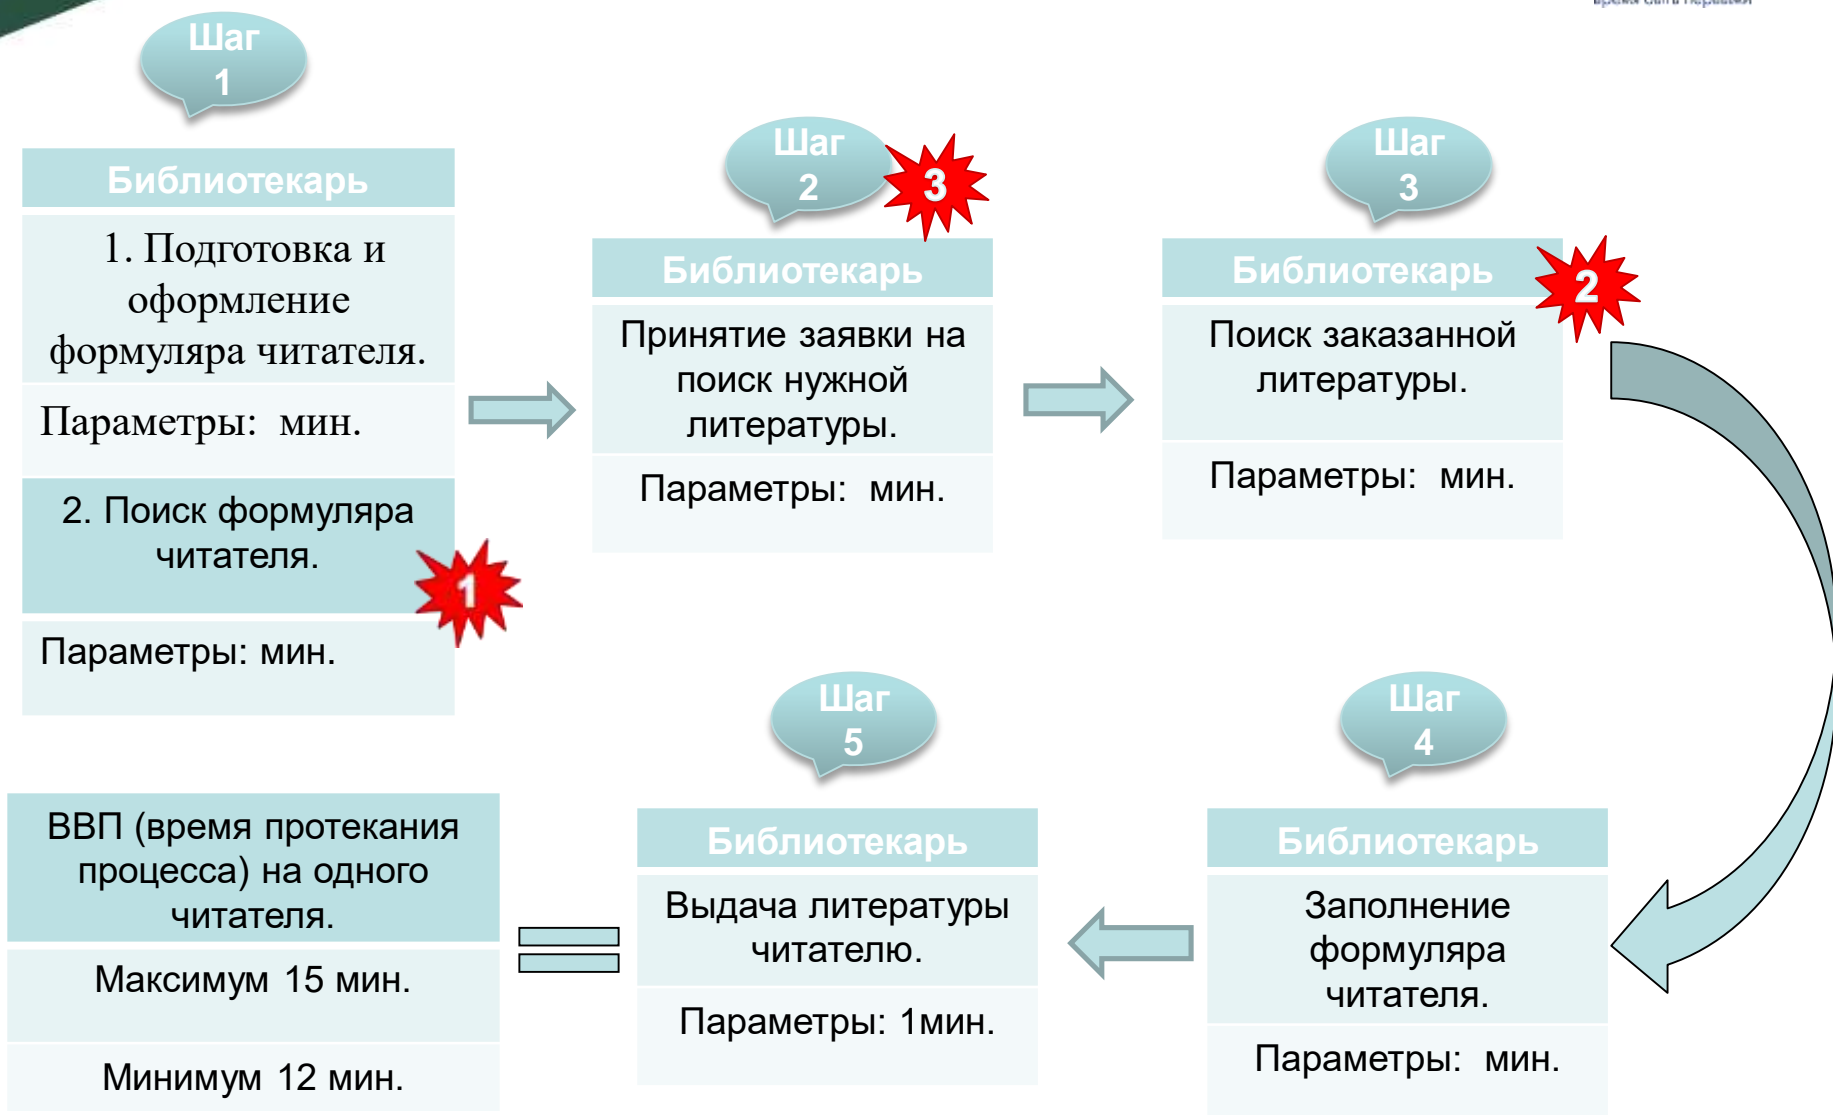 Шаг
1
Библиотекарь
1. Подготовка и
оформление
формуляра читателя.
Параметры: мин.
2. Поиск формуляра
читателя.
1
Параметры: мин.
Шаг
2
3
Библиотекарь
Принятие заявки на
поиск нужной
литературы.
Параметры: мин.
Шаг
3
Библиотекарь
2
Поиск заказанной
литературы.
Параметры: мин.
Шаг
4
Библиотекарь
Заполнение
формуляра
читателя.
Параметры: мин.
Шаг
5
Библиотекарь
Выдача литературы
читателю.
Параметры: 1мин.
ВВП (время протекания
процесса) на одного
читателя.
Максимум 15 мин.
Минимум 12 мин.